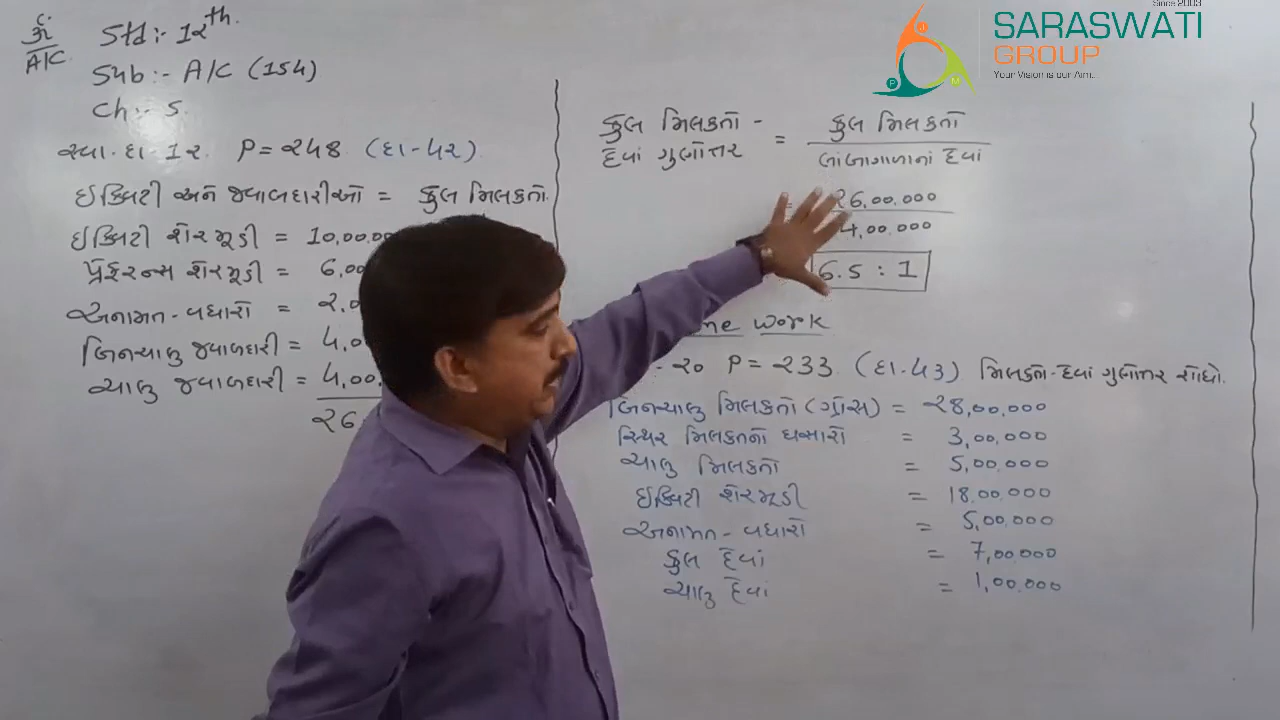 Since 2003
SARASWATI
GROUP
Your Vision is our Aim...
A/C
Std :- 12th.
Sub :- A/C (154)
Ch :- 5
સ્વા.દા-12. P=248 (દા-42)
ઈક્વિટી અને જવાબદારીઓ = કુલ મિલકતો
ઈક્વિટી શેરમૂડી = 10,00,000
પ્રેફરન્સ શેરમૂડી = 6,00
અનામત-વધારો = 2,0
બિનચાલુ જવાબદારી = 4,0
ચાલુ જવાબદારી = 4,00,
26,
કુલ મિલકતો - દેવાં ગુણોત્તર = કુલ મિલકતો
લાંબાગાળાનાં દેવાં
= 26,00,000
4,00,000
6.5 : 1
work
- 20 P = 233 (દા-43) મિલકતો-દેવાં ગુણોત્તર શોધો.
બિનચાલુ મિલકતો (ગ્રોસ) = 28,00,000
સ્થિર મિલકતનો ઘસારો = 3,00,000
ચાલુ મિલકતો = 5,00,000
ઈક્વિટી શેરમૂડી = 18,00,000
અનામત-વધારો = 5,00,000
કુલ દેવાં = 7,00,000
ચાલુ દેવાં = 1,00,000